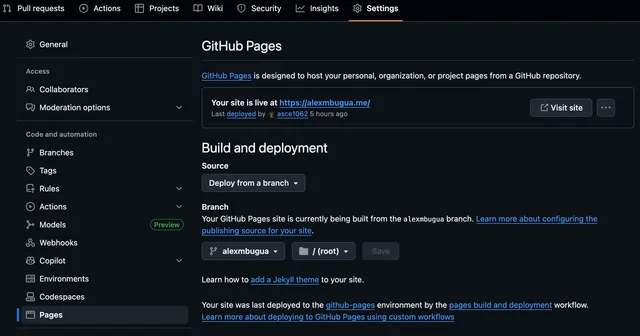 Pull requests Actions Projects Wiki Security Insights Settings
General
Access
Collaborators
Moderation options
Code and automation
Branches
Tags
Rules
Actions
Models Preview
Webhooks
Copilot
Environments
Codespaces
Pages
GitHub Pages
GitHub Pages is designed to host your personal, organization, or project pages from a GitHub repository.
Your site is live at https://alexmbugua.me/
Last deployed by asce1062 5 hours ago
Visit site
Build and deployment
Source
Deploy from a branch
Branch
Your GitHub Pages site is currently being built from the alexmbugua branch. Learn more about configuring the
publishing source for your site.
alexmbugua / (root) Save
Learn how to add a Jekyll theme to your site.
Your site was last deployed to the github-pages environment by the pages build and deployment workflow.
Learn more about deploying to GitHub Pages using custom workflows